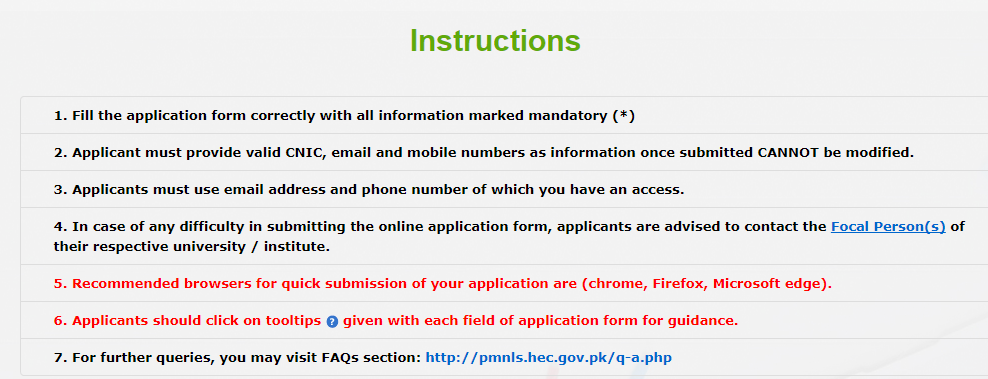 Instructions
1. Fill the application form correctly with all information marked mandatory (*)
2. Applicant must provide valid CNIC, email and mobile numbers as information once submitted CANNOT be modified.
3. Applicants must use email address and phone number of which you have an access.
4. In case of any difficulty in submitting the online application form, applicants are advised to contact the Focal Person(s) of
their respective university / institute.
5. Recommended browsers for quick submission of your application are (chrome, Firefox, Microsoft edge).
6. Applicants should click on tooltips ? given with each field of application form for guidance.
7. For further queries, you may visit FAQs section: http://pmnls.hec.gov.pk/q-a.php